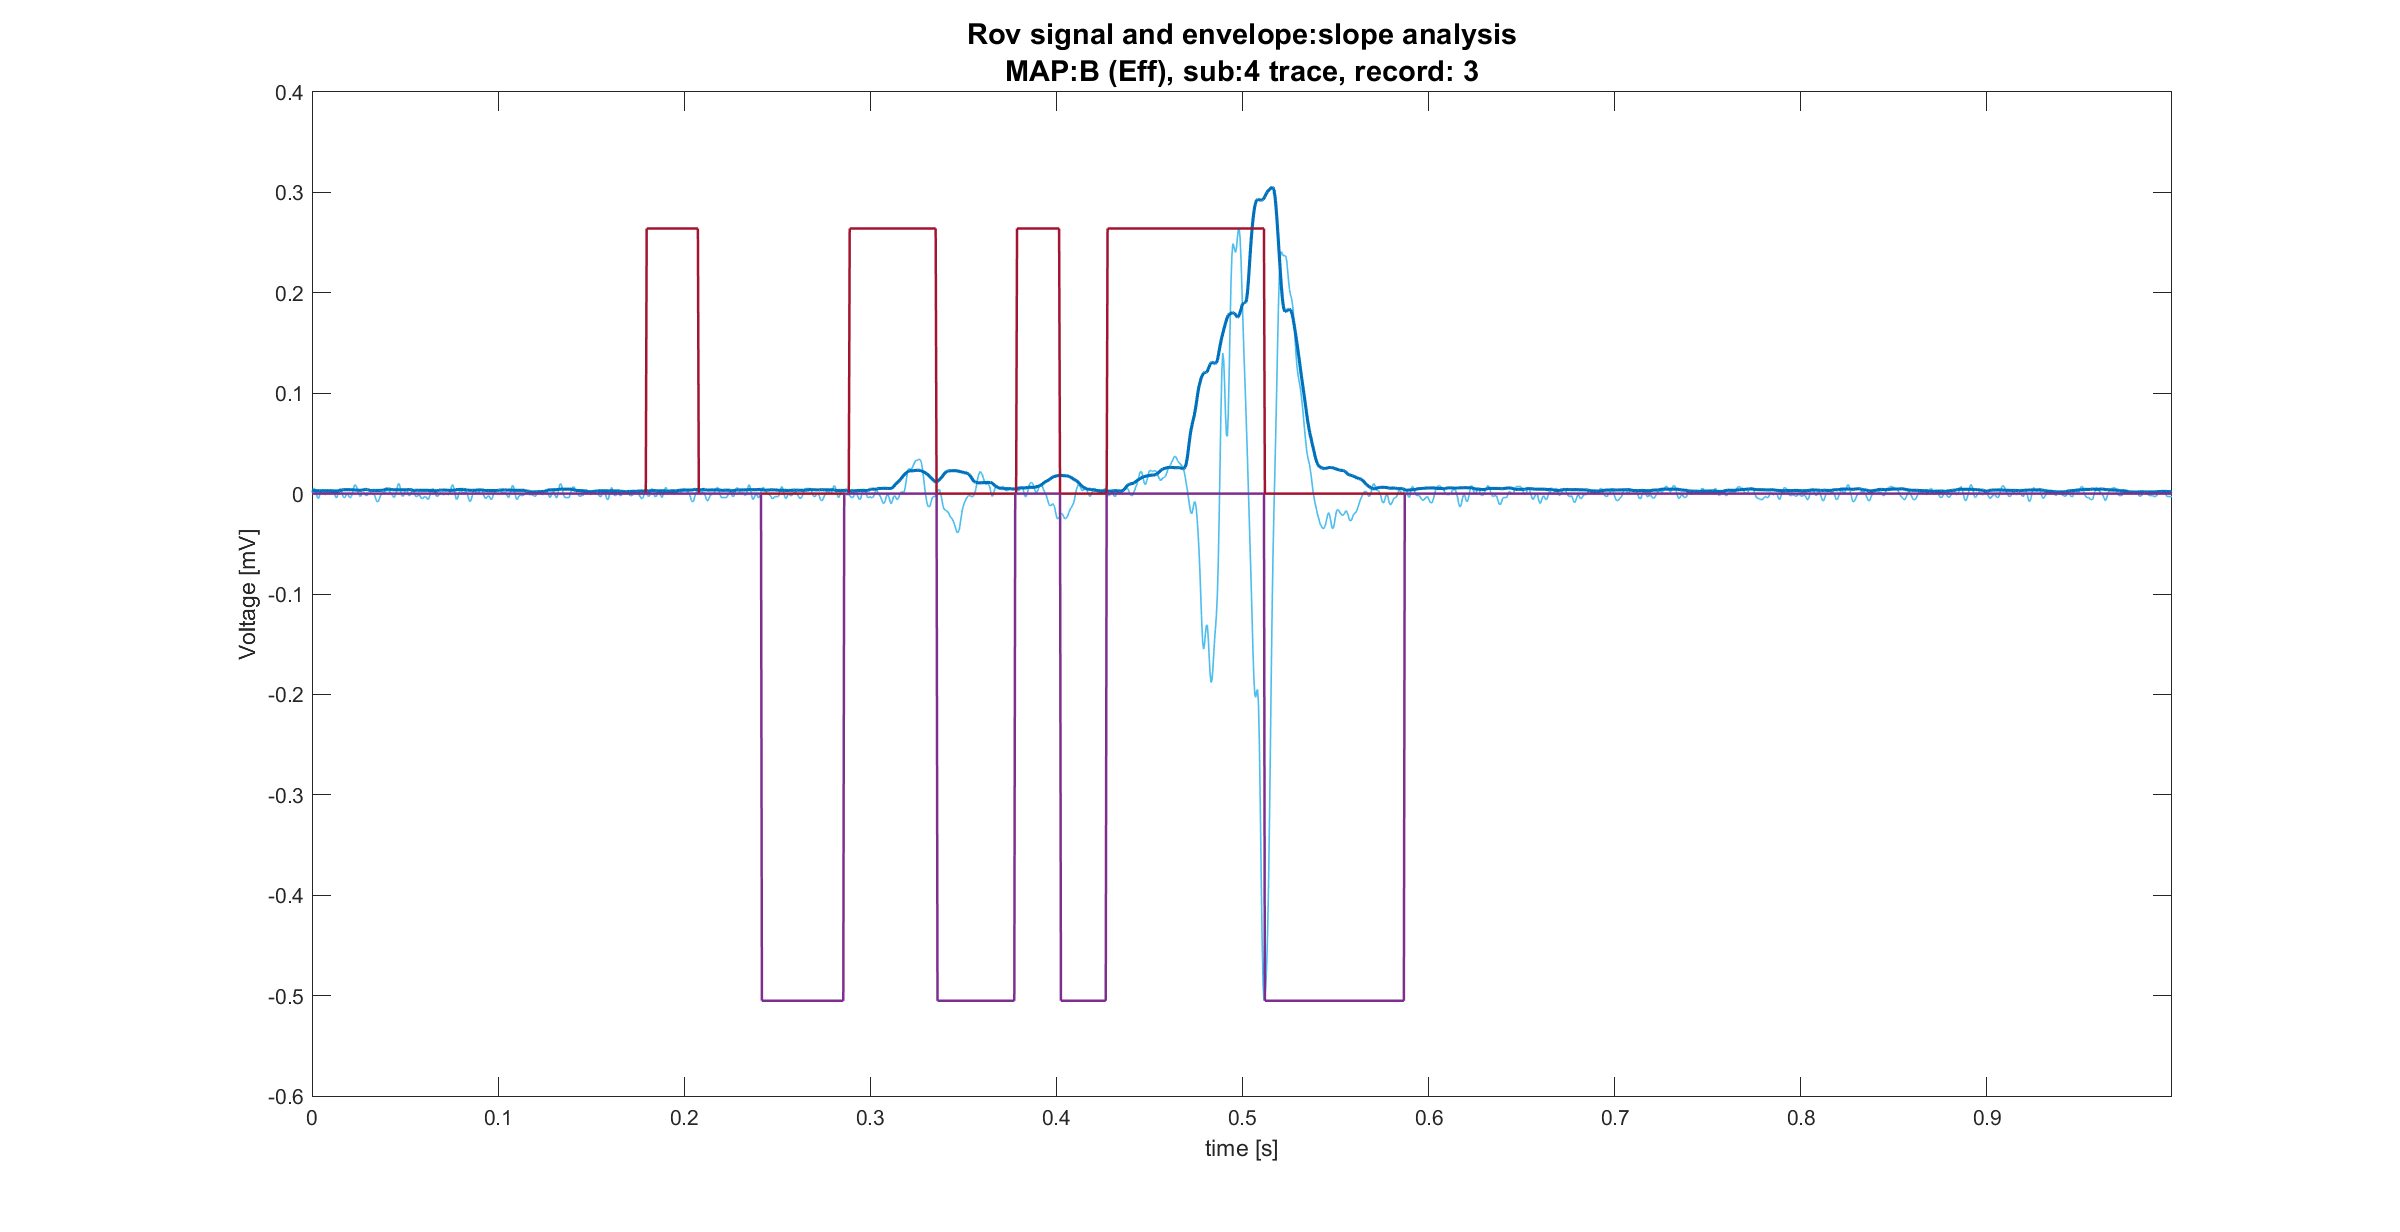 Rov signal and envelope:slope analysis
MAP:B (Eff), sub:4 trace, record: 3
0.4
0.3
0.2
0.1
0
-0.1
-0.2
-0.3
-0.4
-0.5
-0.6
Voltage [mV]
0 0.1 0.2 0.3 0.4 0.5 0.6 0.7 0.8 0.9
time [s]